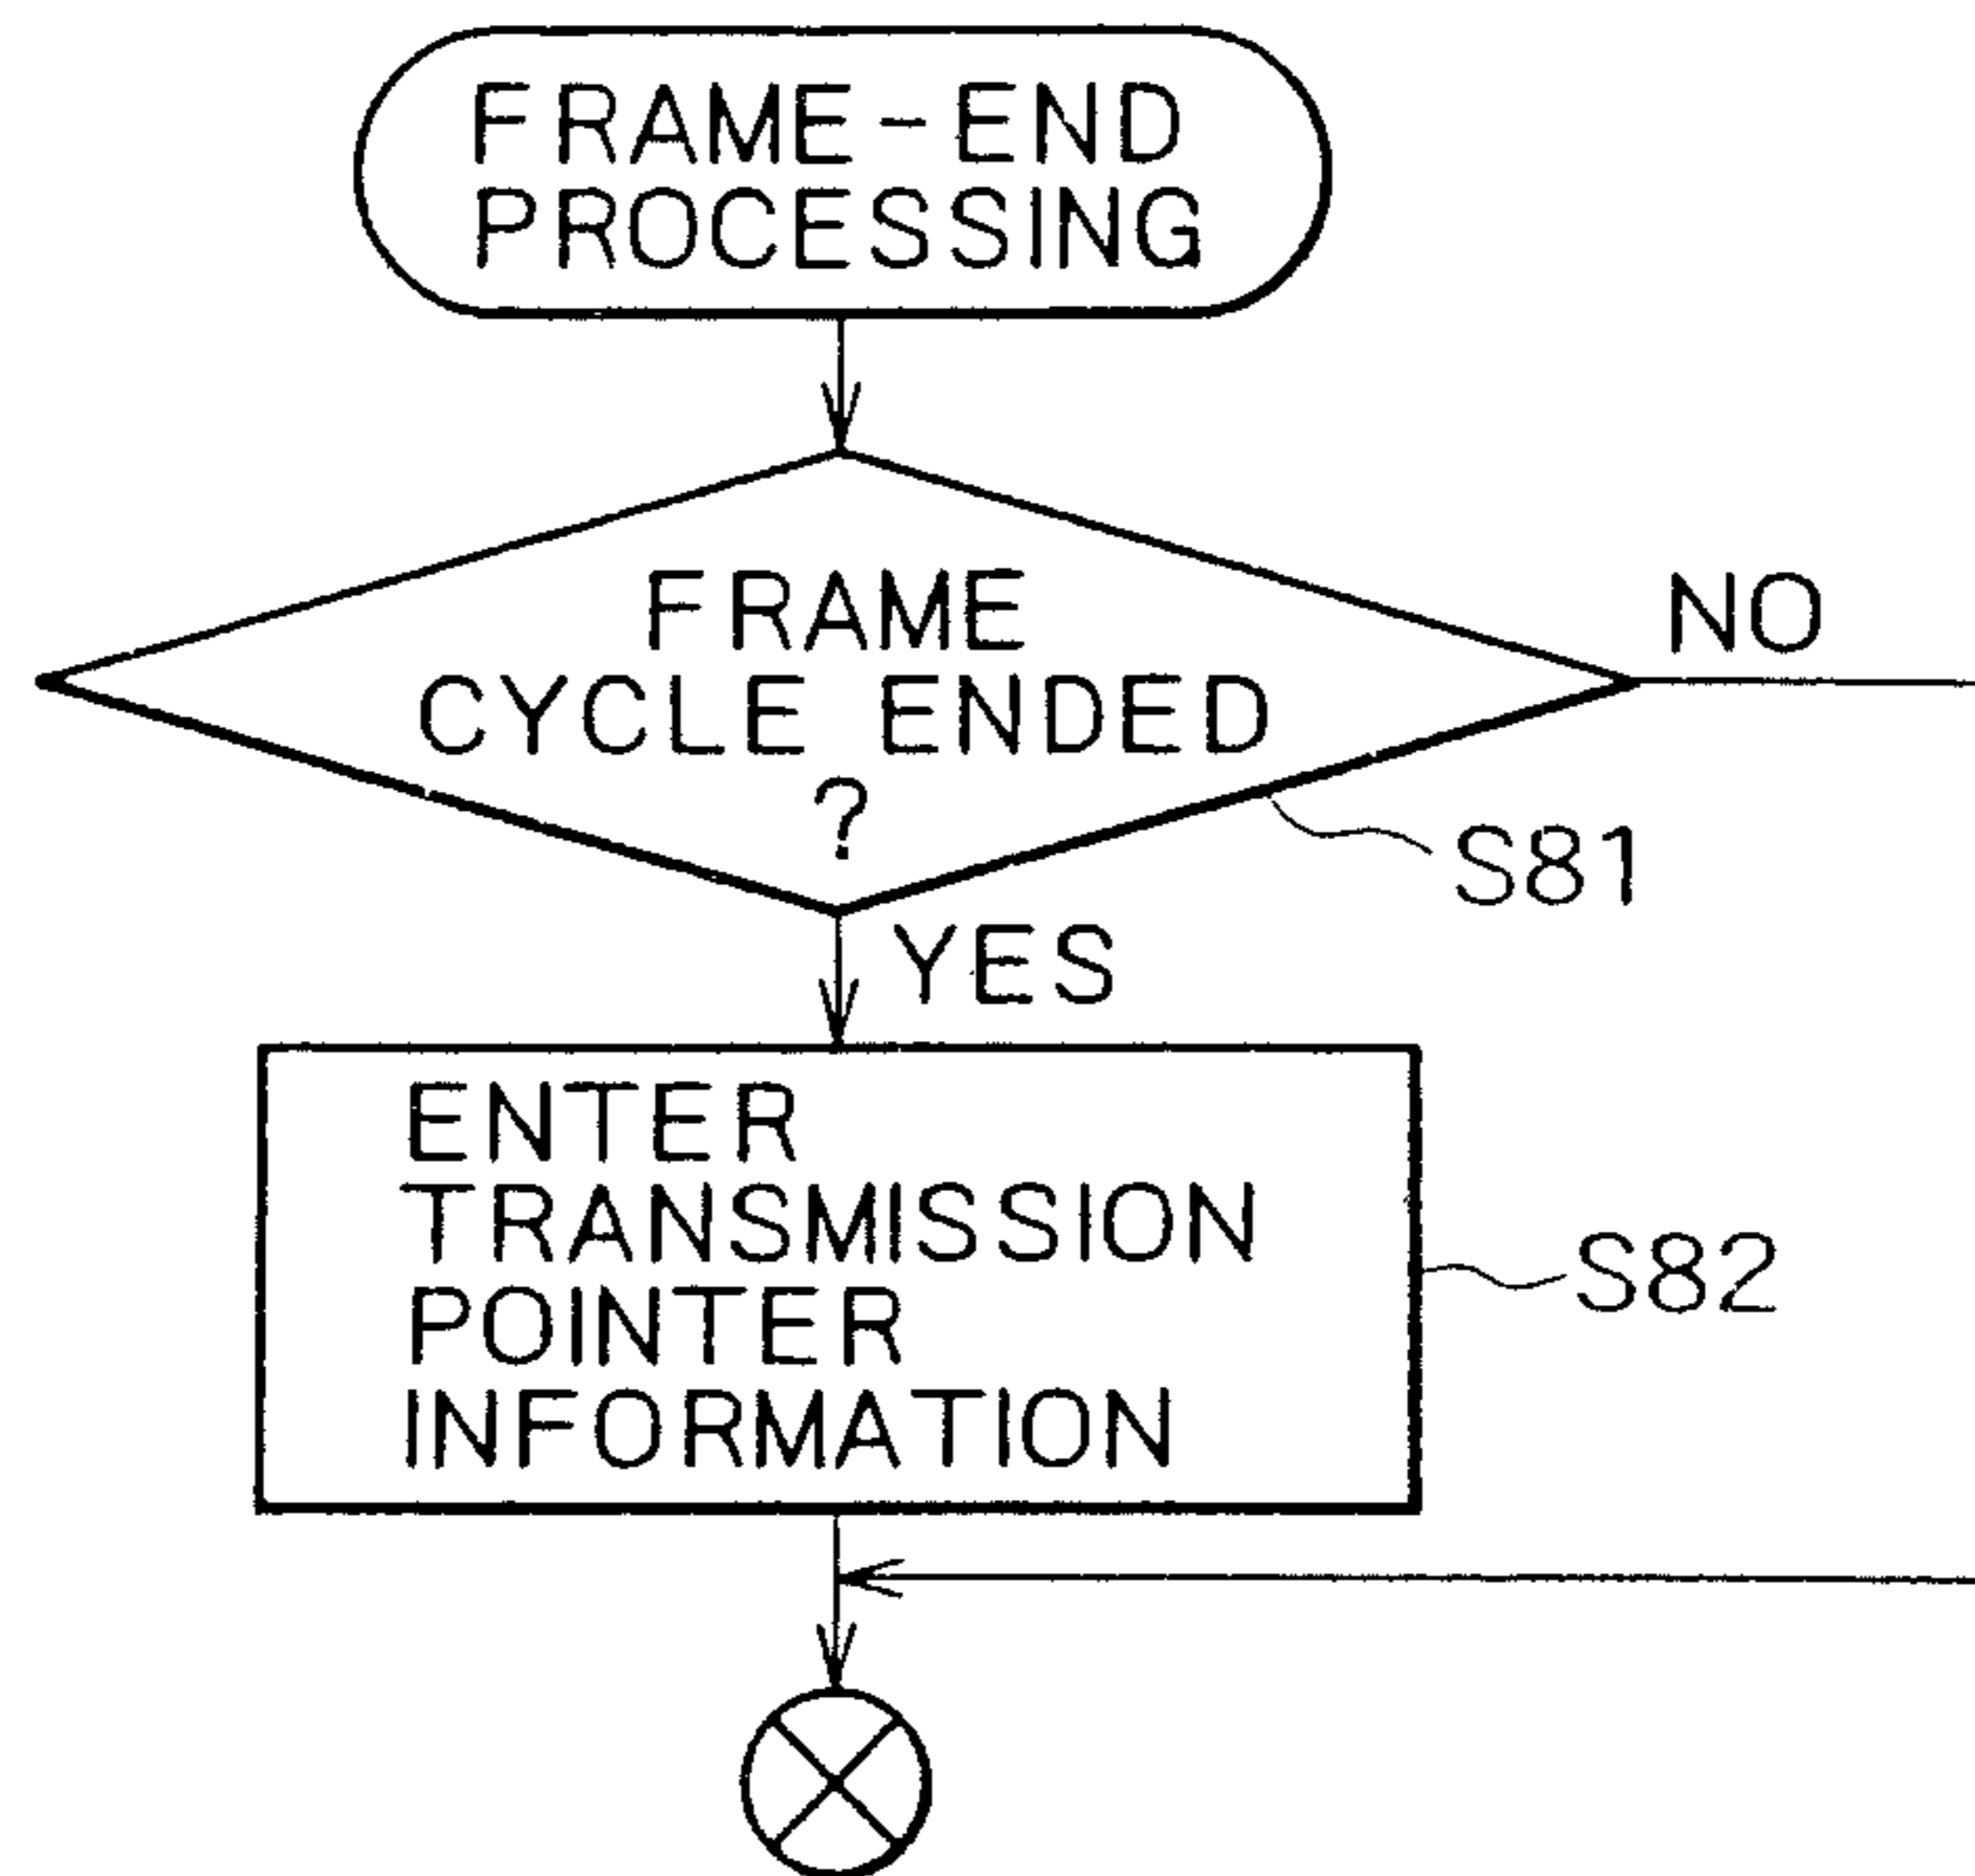 FRAME-END
PROCESSING
FRAME
CYCLE ENDED
?
NO
S81
YES
ENTER
TRANSMISSION
POINTER
INFORMATION
S82